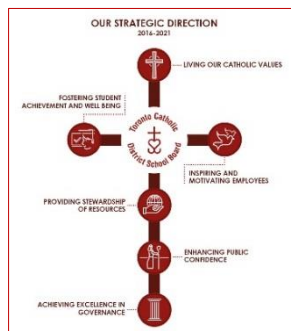 OUR STRATEGIC DIRECTION
2016-2021
LIVING OUR CATHOLIC VALUES
FOSTERING STUDENT
ACHIEVEMENT AND WELL BEING
Toronto Catholic
District School Board
INSPIRING AND
MOTIVATING EMPLOYEES
PROVIDING STEWARDSHIP
OF RESOURCES
ENHANCING PUBLIC
CONFIDENCE
ACHIEVING EXCELLENCE IN
GOVERNANCE